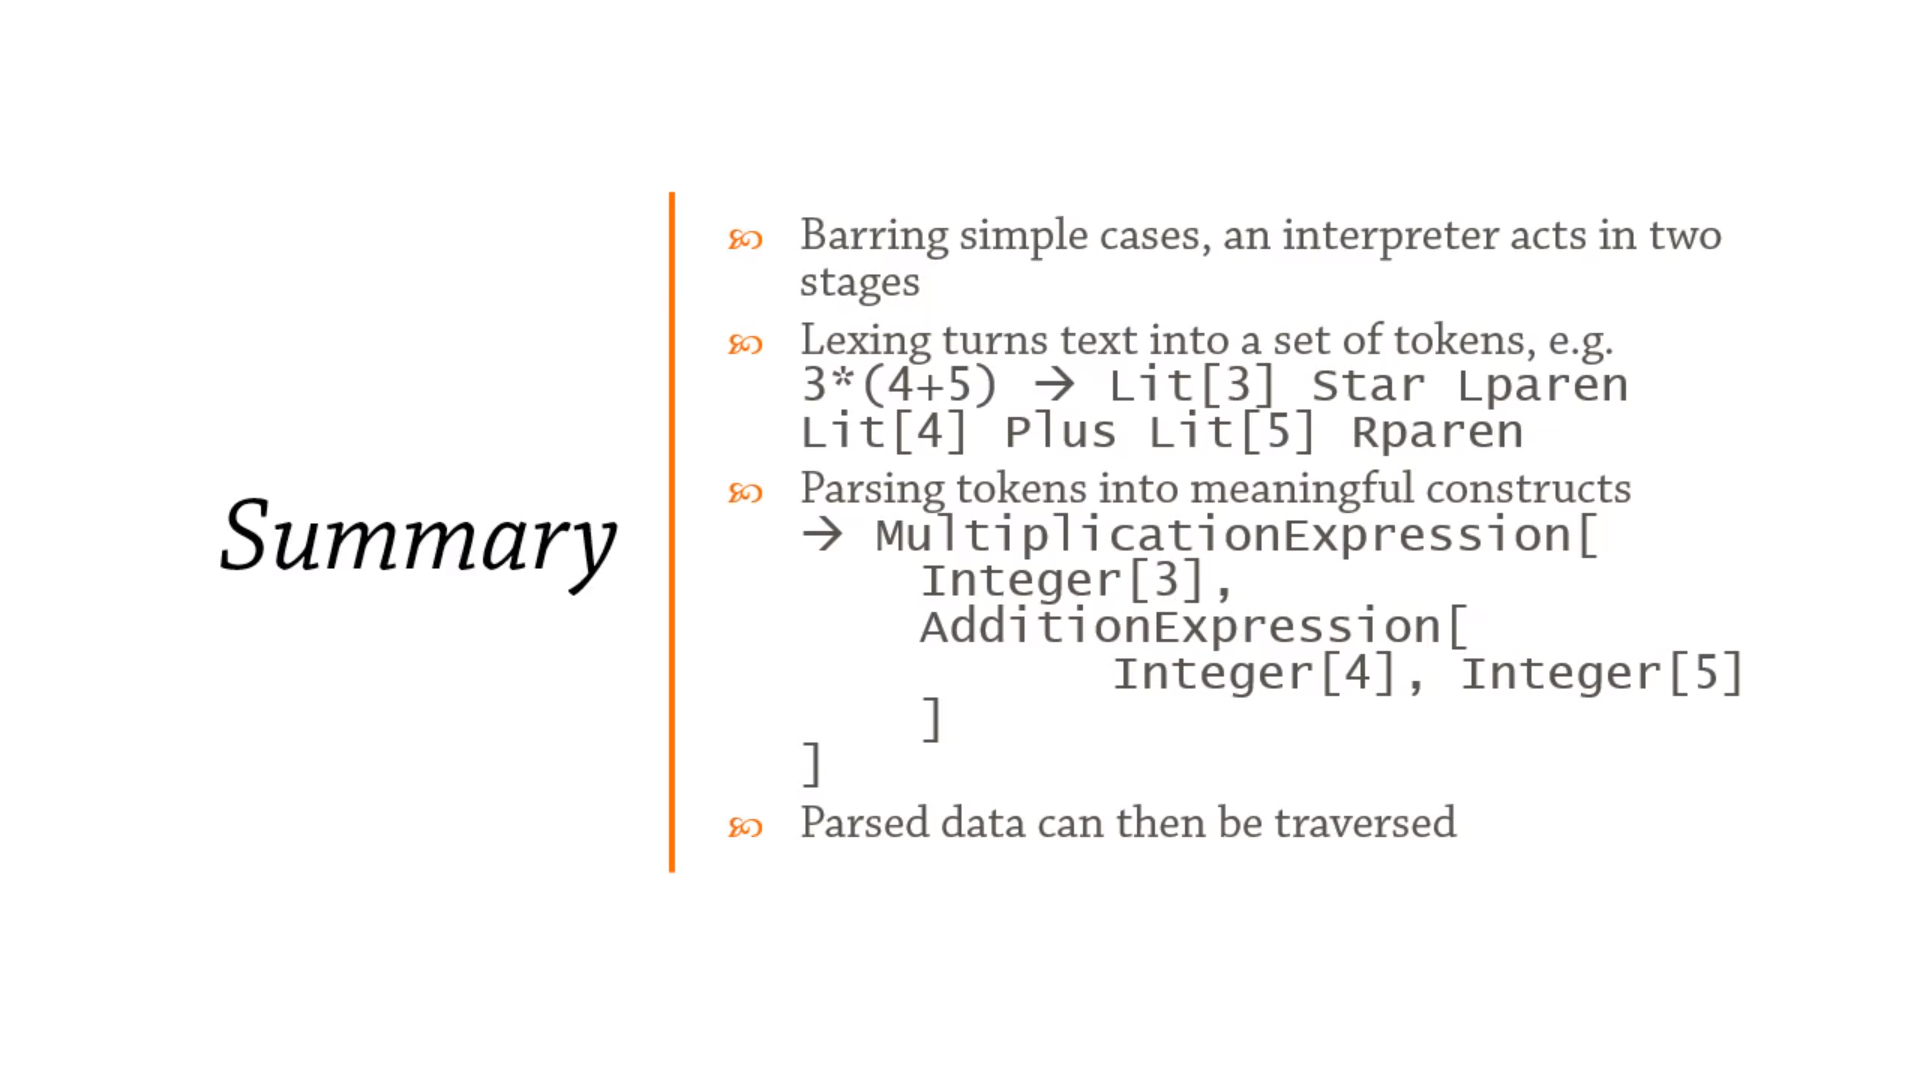 Summary
Barring simple cases, an interpreter acts in two
stages
Lexing turns text into a set of tokens, e.g.
3*(4+5) → Lit[3] Star Lparen
Lit[4] Plus Lit[5] Rparen
Parsing tokens into meaningful constructs
→ MultiplicationExpression[
Integer[3],
AdditionExpression[
Integer[4], Integer[5]
]
]
Parsed data can then be traversed